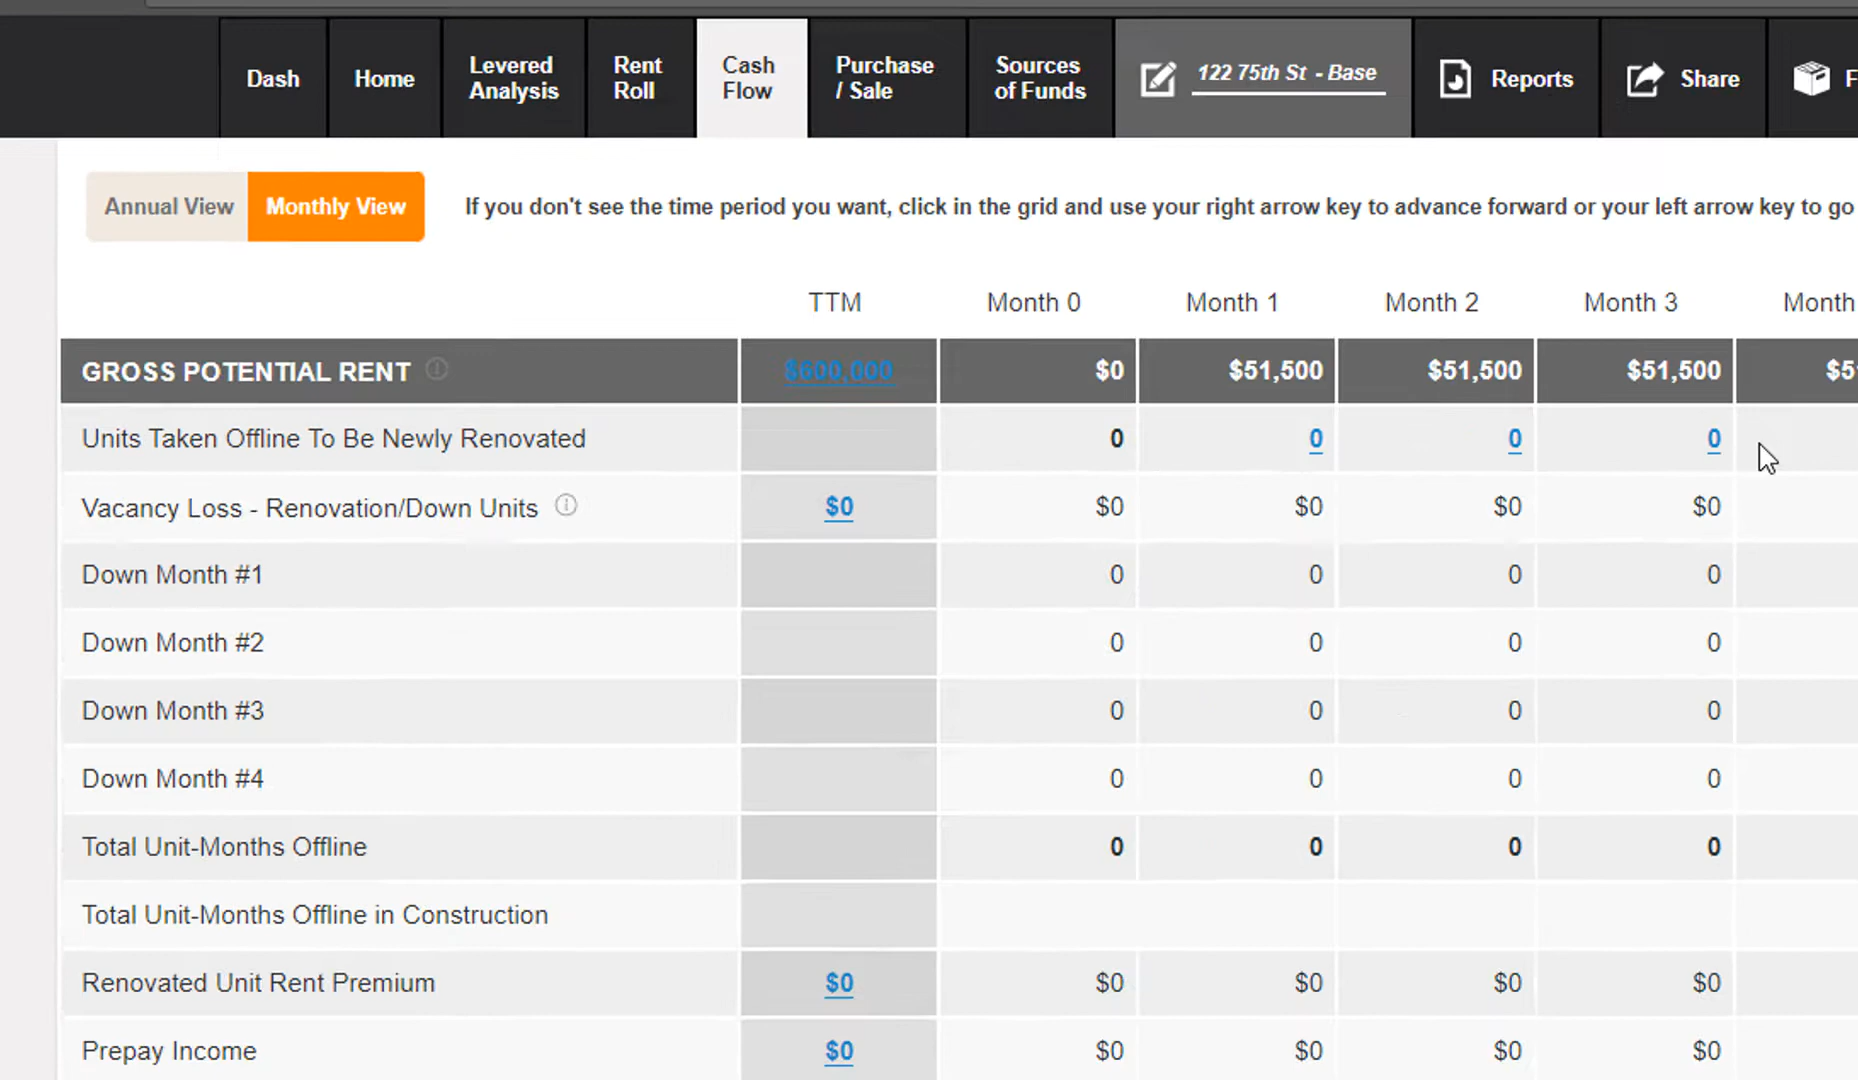 Dash
Home
Levered
Analysis
Rent
Roll
Cash
Flow
Purchase
/ Sale
Sources
of Funds
122 75th St - Base
Reports
Share
Annual View
Monthly View
If you don't see the time period you want, click in the grid and use your right arrow key to advance forward or your left arrow key to go
TTM Month 0 Month 1 Month 2 Month 3 Month
GROSS POTENTIAL RENT $600,000 $0 $51,500 $51,500 $51,500
Units Taken Offline To Be Newly Renovated 0 0 0 0
Vacancy Loss - Renovation/Down Units $0 $0 $0 $0 $0
Down Month #1 0 0 0 0
Down Month #2 0 0 0 0
Down Month #3 0 0 0 0
Down Month #4 0 0 0 0
Total Unit-Months Offline 0 0 0 0
Total Unit-Months Offline in Construction
Renovated Unit Rent Premium $0 $0 $0 $0 $0
Prepay Income $0 $0 $0 $0 $0